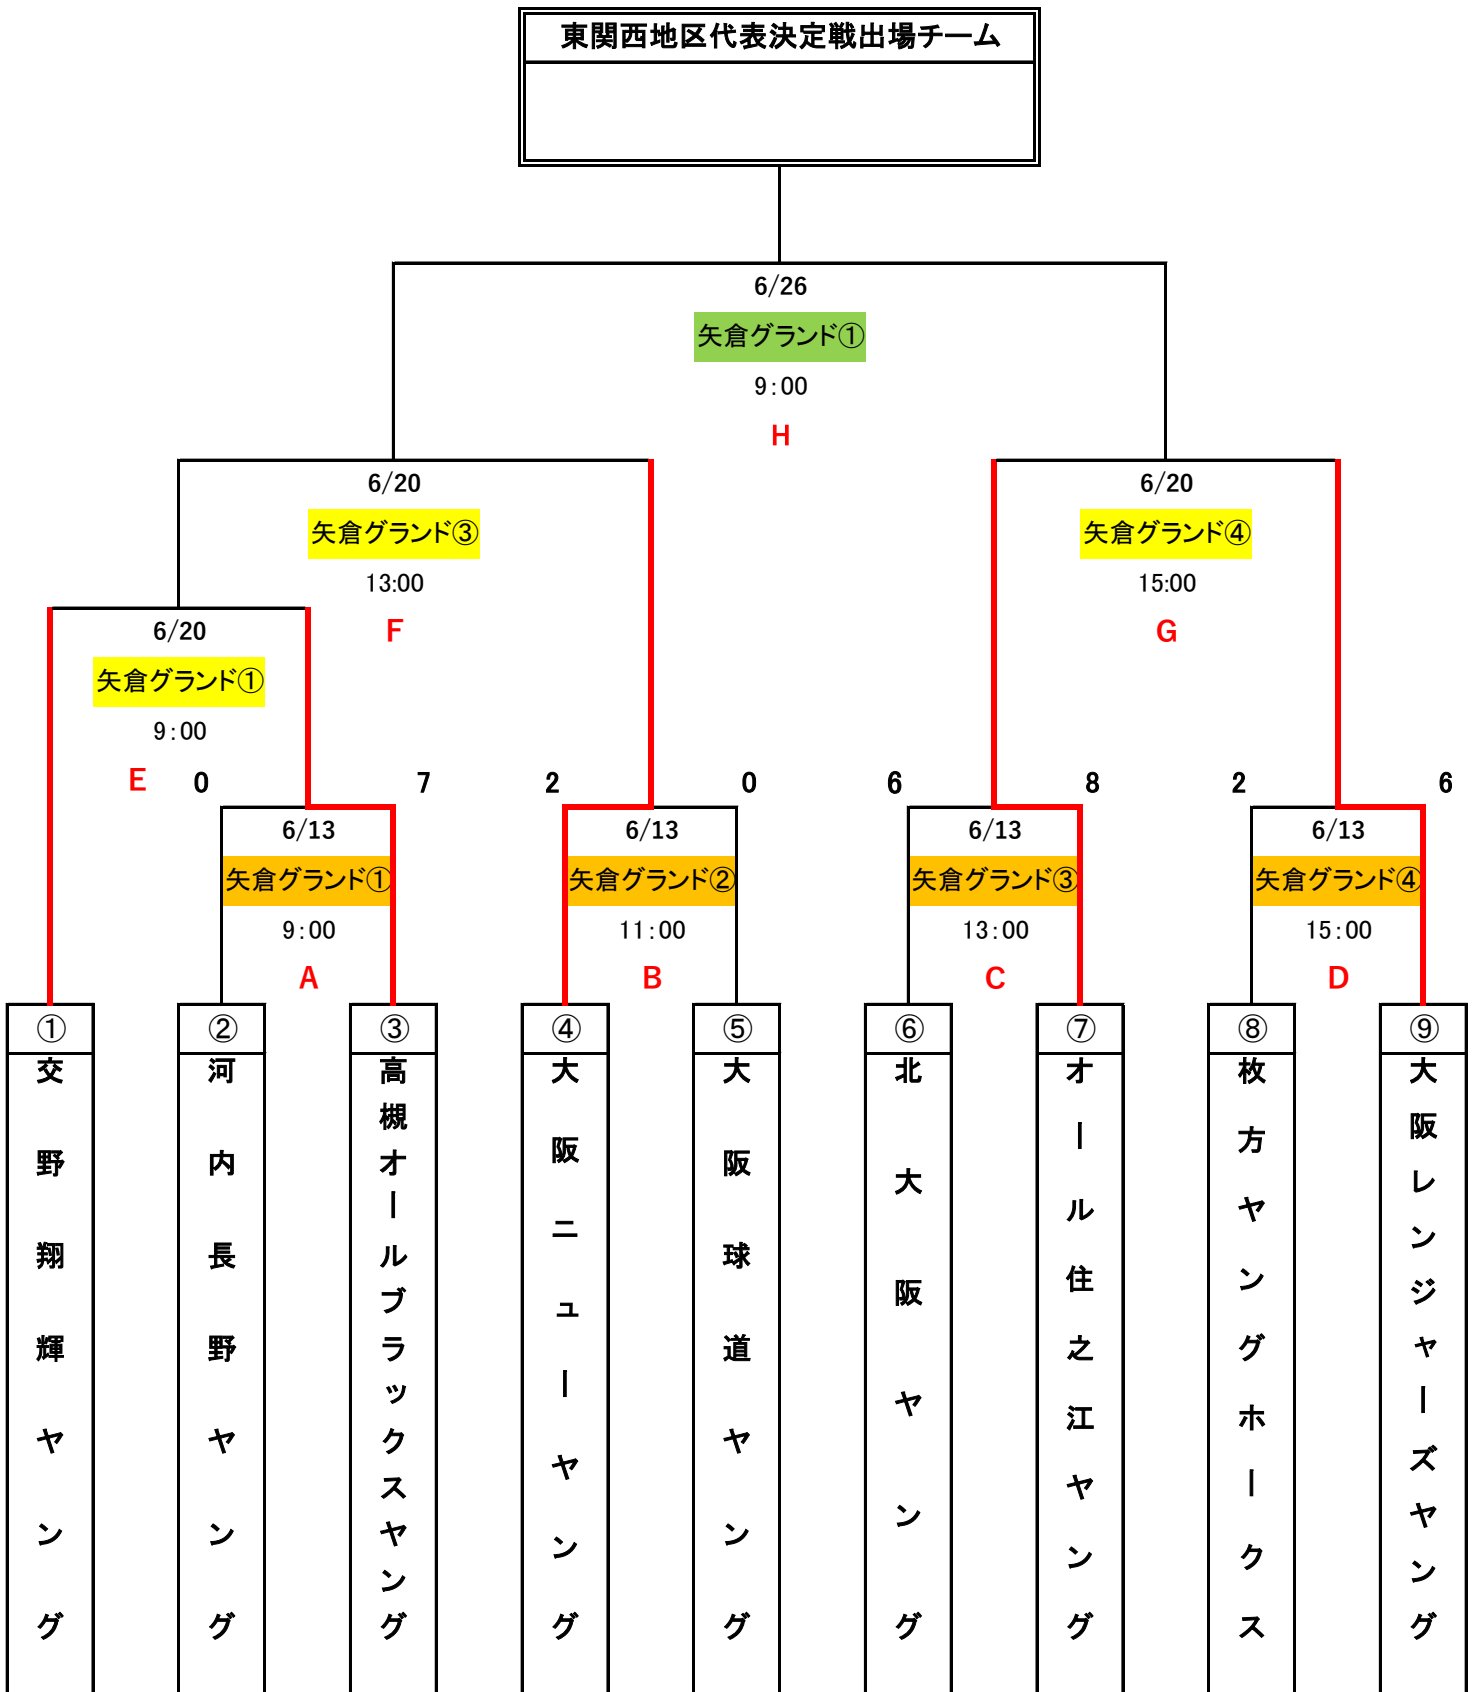 東関西地区代表決定戦出場チーム
6/26
矢倉グランド①
9:00
H
6/20
矢倉グランド③
13:00
F
6/20
矢倉グランド④
15:00
G
6/20
矢倉グランド①
9:00
E
0
7
2
0
6
8
2
6
6/13
矢倉グランド①
9:00
A
6/13
矢倉グランド②
11:00
B
6/13
矢倉グランド③
13:00
C
6/13
矢倉グランド④
15:00
D
①
交野翔輝ヤング
②
河内長野ヤング
③
高槻オールブラックスヤング
④
大阪ニューヤング
⑤
大阪球道ヤング
⑥
北大阪ヤング
⑦
オール住之江ヤング
⑧
枚方ヤングホークス
⑨
大阪レンジャーズヤング